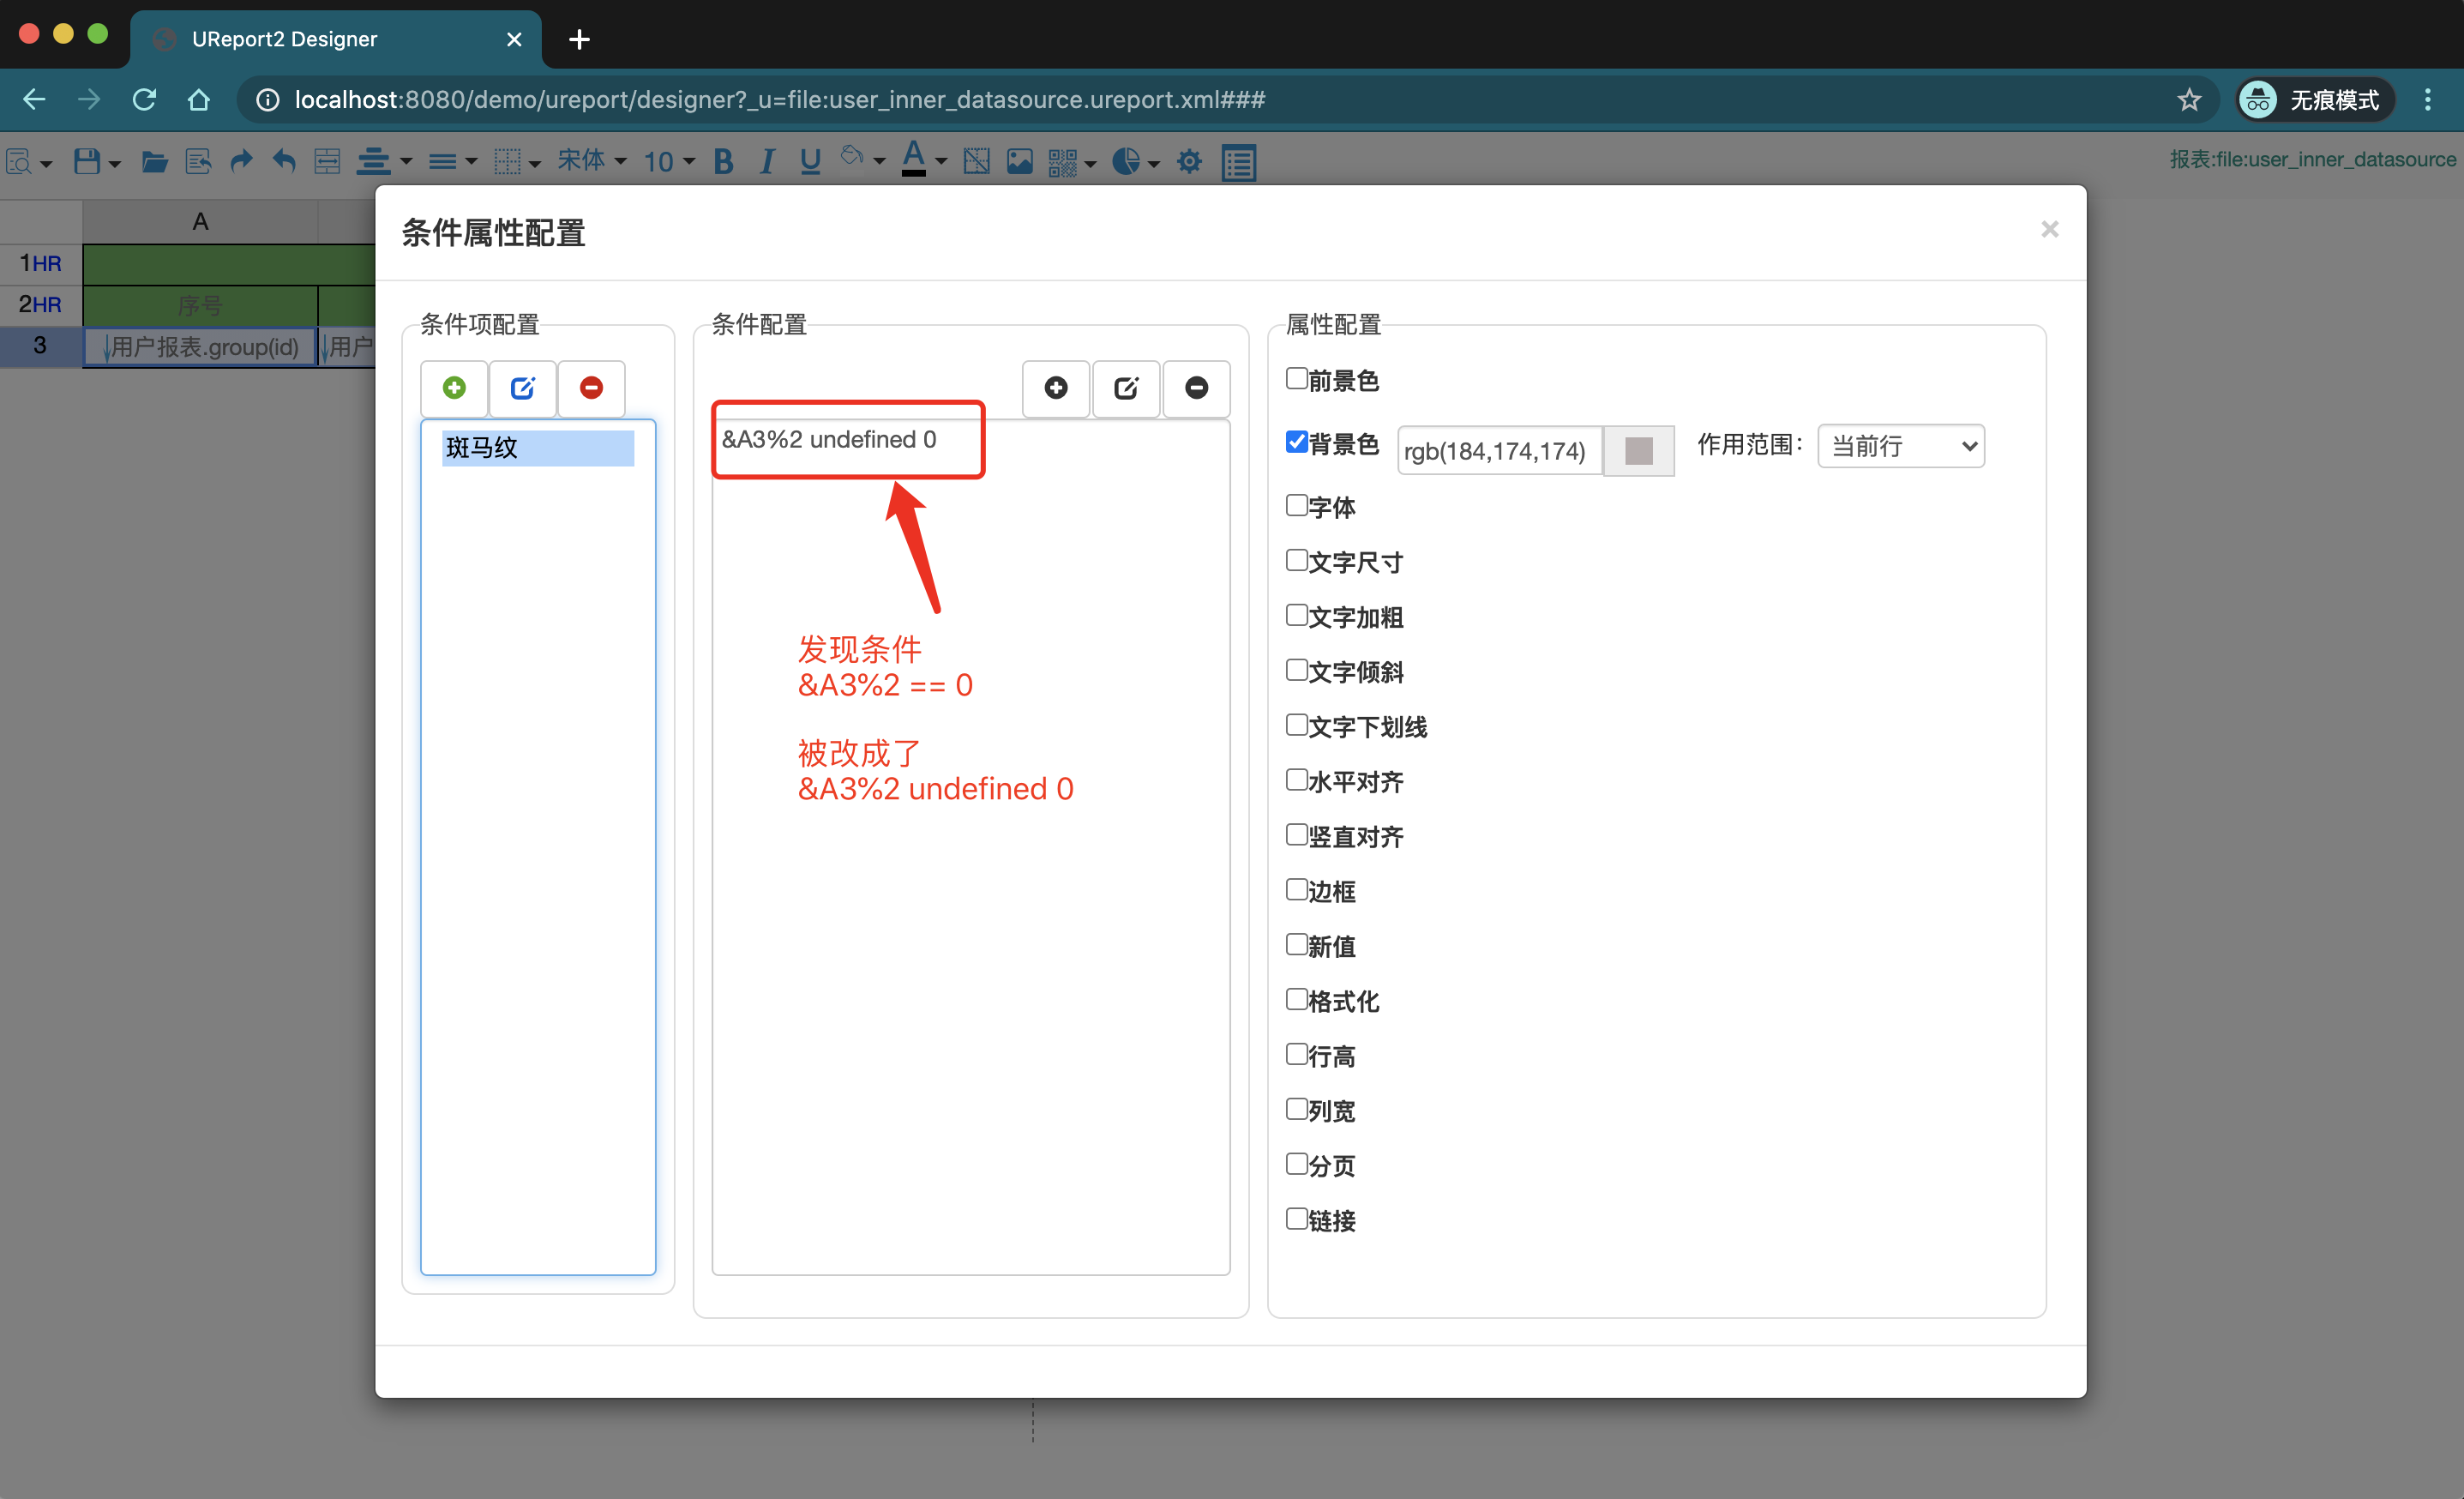 UReport2 Designer
localhost:8080/demo/ureport/designer?_u=file:user_inner_datasource.ureport.xml###
无痕模式
宋体
10
B
I
U
A
报表:file:user_inner_datasource
A
1HR
2HR
序号
3
用户报表.group(id)
用户
条件属性配置
×
条件项配置
斑马纹
条件配置
&A3%2 undefined 0
发现条件
&A3%2 == 0
被改成了
&A3%2 undefined 0
属性配置
前景色
背景色
rgb(184,174,174)
作用范围：
当前行
字体
文字尺寸
文字加粗
文字倾斜
文字下划线
水平对齐
竖直对齐
边框
新值
格式化
行高
列宽
分页
链接